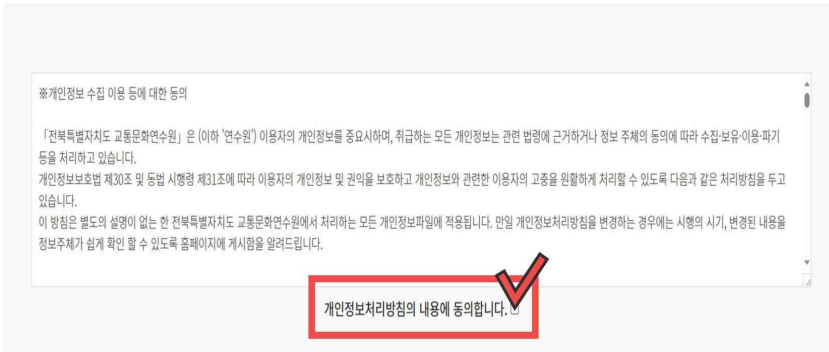 ※개인정보 수집 이용 등에 대한 동의
「전북특별자치도 교통문화연수원」은 (이하 '연수원') 이용자의 개인정보를 중요시하며, 취급하는 모든 개인정보는 관련 법령에 근거하거나 정보 주체의 동의에 따라 수집·보유·이용·파기
등을 처리하고 있습니다.
개인정보보호법 제30조 및 동법 시행령 제31조에 따라 이용자의 개인정보 및 권익을 보호하고 개인정보와 관련한 이용자의 고충을 원활하게 처리할 수 있도록 다음과 같은 처리방침을 두고
있습니다.
이 방침은 별도의 설명이 없는 한 전북특별자치도 교통문화연수원에서 처리하는 모든 개인정보파일에 적용됩니다. 만일 개인정보처리방침을 변경하는 경우에는 시행의 시기, 변경된 내용을
정보주체가 쉽게 확인 할 수 있도록 홈페이지에 게시함을 알려드립니다.
개인정보처리방침의 내용에 동의합니다.